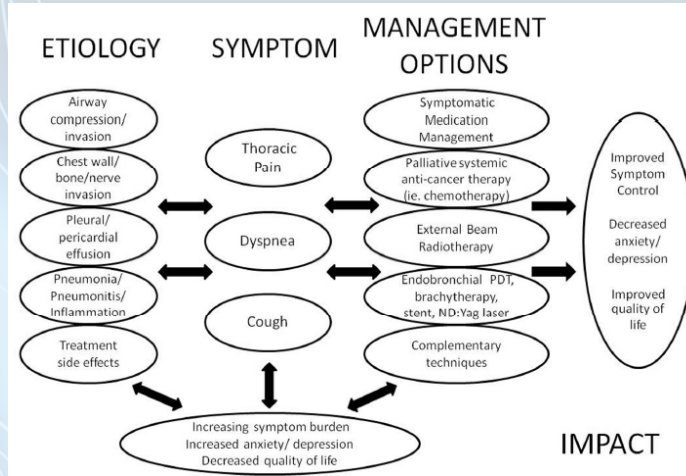 ETIOLOGY
SYMPTOM
MANAGEMENT
OPTIONS
Airway
compression/
invasion
Chest wall/
bone/nerve
invasion
Pleural/
pericardial
effusion
Pneumonia/
Pneumonitis/
Inflammation
Treatment
side effects
Thoracic
Pain
Dyspnea
Cough
Symptomatic
Medication
Management
Palliative systemic
anti-cancer therapy
(ie. chemotherapy)
External Beam
Radiotherapy
Endobronchial PDT,
brachytherapy,
stent, ND:Yag laser
Complementary
techniques
Improved
Symptom
Control
Decreased
anxiety/
depression
Improved
quality of
life
Increasing symptom burden
Increased anxiety/ depression
Decreased quality of life
IMPACT